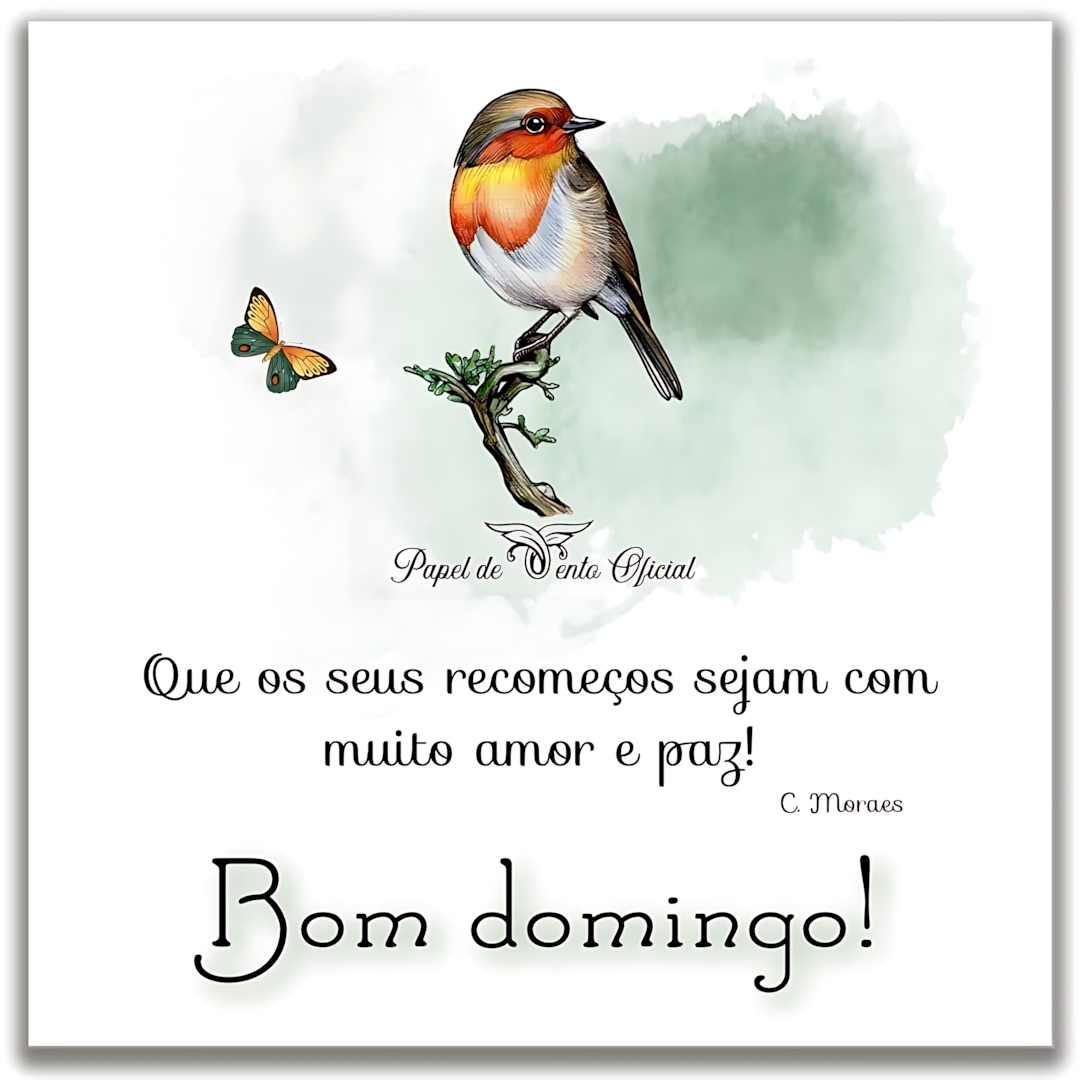 Papel de Vento Oficial
Que os seus recomeços sejam com
muito amor e paz!
C. Moraes
Bom domingo!